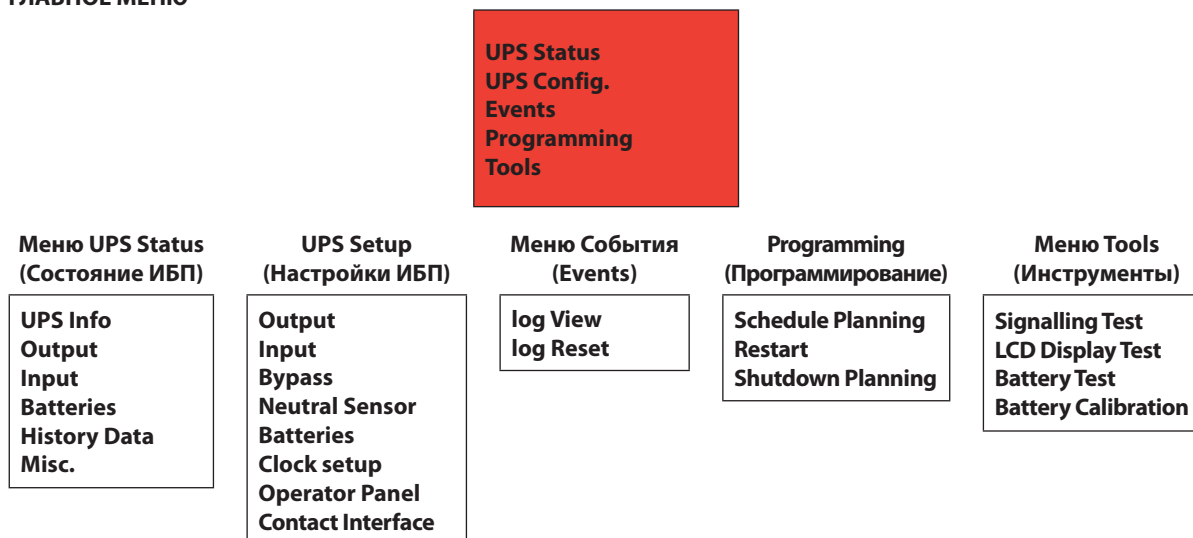 ГЛАВНОЕ МЕНЮ
UPS Status
UPS Config.
Events
Programming
Tools
Меню UPS Status
(Состояние ИБП)
UPS Info
Output
Input
Batteries
History Data
Misc.
UPS Setup
(Настройки ИБП)
Output
Input
Bypass
Neutral Sensor
Batteries
Clock setup
Operator Panel
Contact Interface
Меню События
(Events)
log View
log Reset
Programming
(Программирование)
Schedule Planning
Restart
Shutdown Planning
Меню Tools
(Инструменты)
Signalling Test
LCD Display Test
Battery Test
Battery Calibration